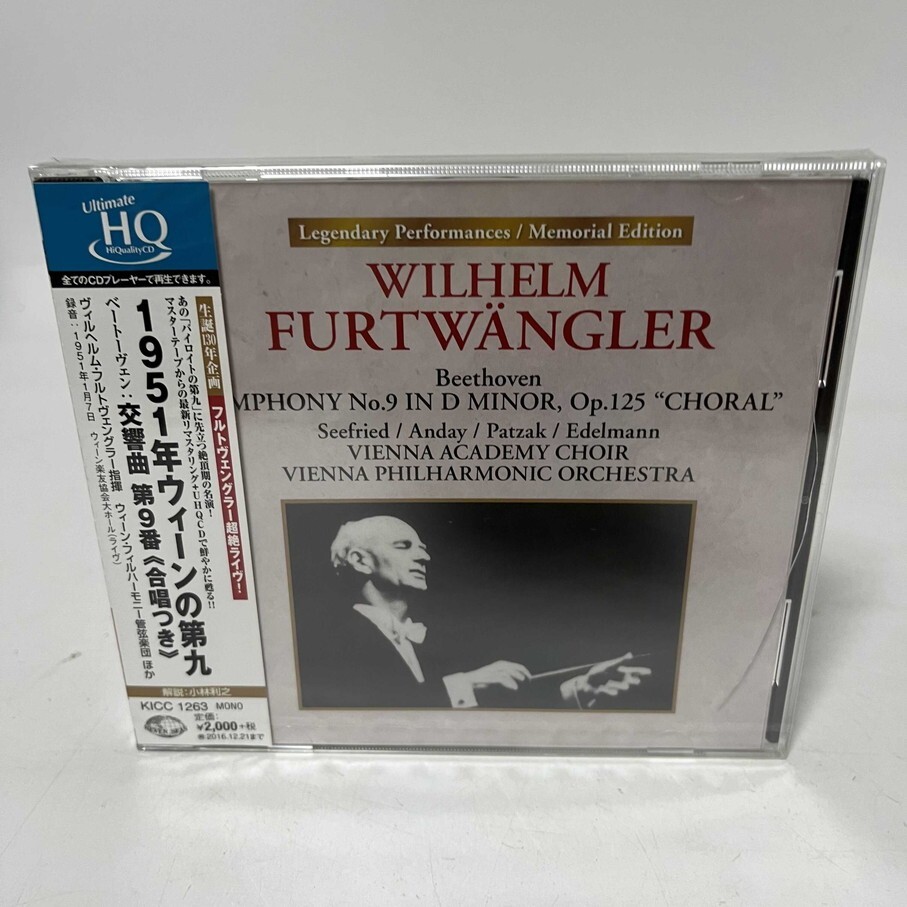 Ultimate
HQ
HiQualityCD
全てのCDプレーヤーで再生できます。
生誕130年企画
フルトヴェングラー超絶ライヴ!
あの「バイロイトの第九」に先立つ絶頂期の名演!
マスターテープからの最新リマスタリング+UHQCDで鮮やかに甦る!!
1951年ウィーンの第九
ベートーヴェン:交響曲 第9番《合唱つき》
ヴィルヘルム・フルトヴェングラー指揮 ウィーン・フィルハーモニー管弦楽団 ほか
録音:1951年1月7日 ウィーン楽友協会大ホール(ライヴ)
解説:小林利之
KICC 1263 MONO
定価:
¥2,000+税
㊝2016.12.21まで
Legendary Performances / Memorial Edition
WILHELM
FURTWÄNGLER
Beethoven
MPHONY No.9 IN D MINOR, Op.125 “CHORAL”
Seefried / Anday / Patzak / Edelmann
VIENNA ACADEMY CHOIR
VIENNA PHILHARMONIC ORCHESTRA